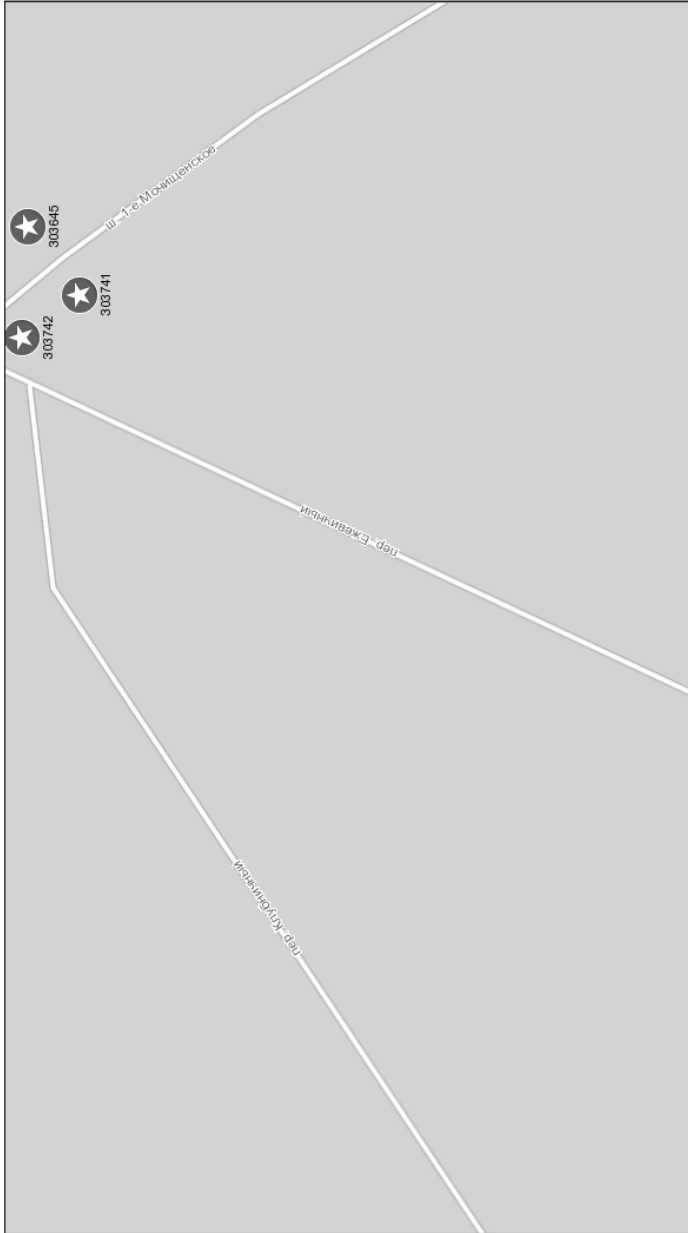 ш. 1-е Мочищенское
303645
303741
303742
пер. Ежевичный
пер. Клубничный